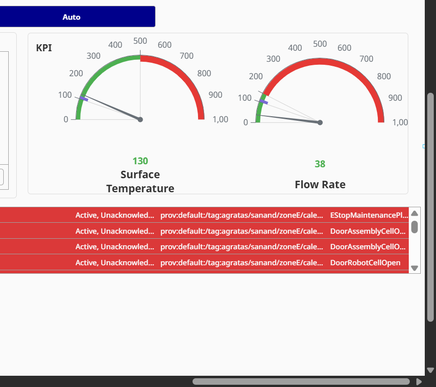 Auto
KPI
0
100
200
300
400
500
600
700
800
900
1,00
130
Surface
Temperature
0
100
200
300
400
500
600
700
800
900
1,00
38
Flow Rate
Active, Unacknowled... prov:default:/tag:agratas/sanand/zoneE/cale... EStopMaintenancePl...
Active, Unacknowled... prov:default:/tag:agratas/sanand/zoneE/cale... DoorAssemblyCellO...
Active, Unacknowled... prov:default:/tag:agratas/sanand/zoneE/cale... DoorAssemblyCellO...
Active, Unacknowled... prov:default:/tag:agratas/sanand/zoneE/cale... DoorRobotCellOpen